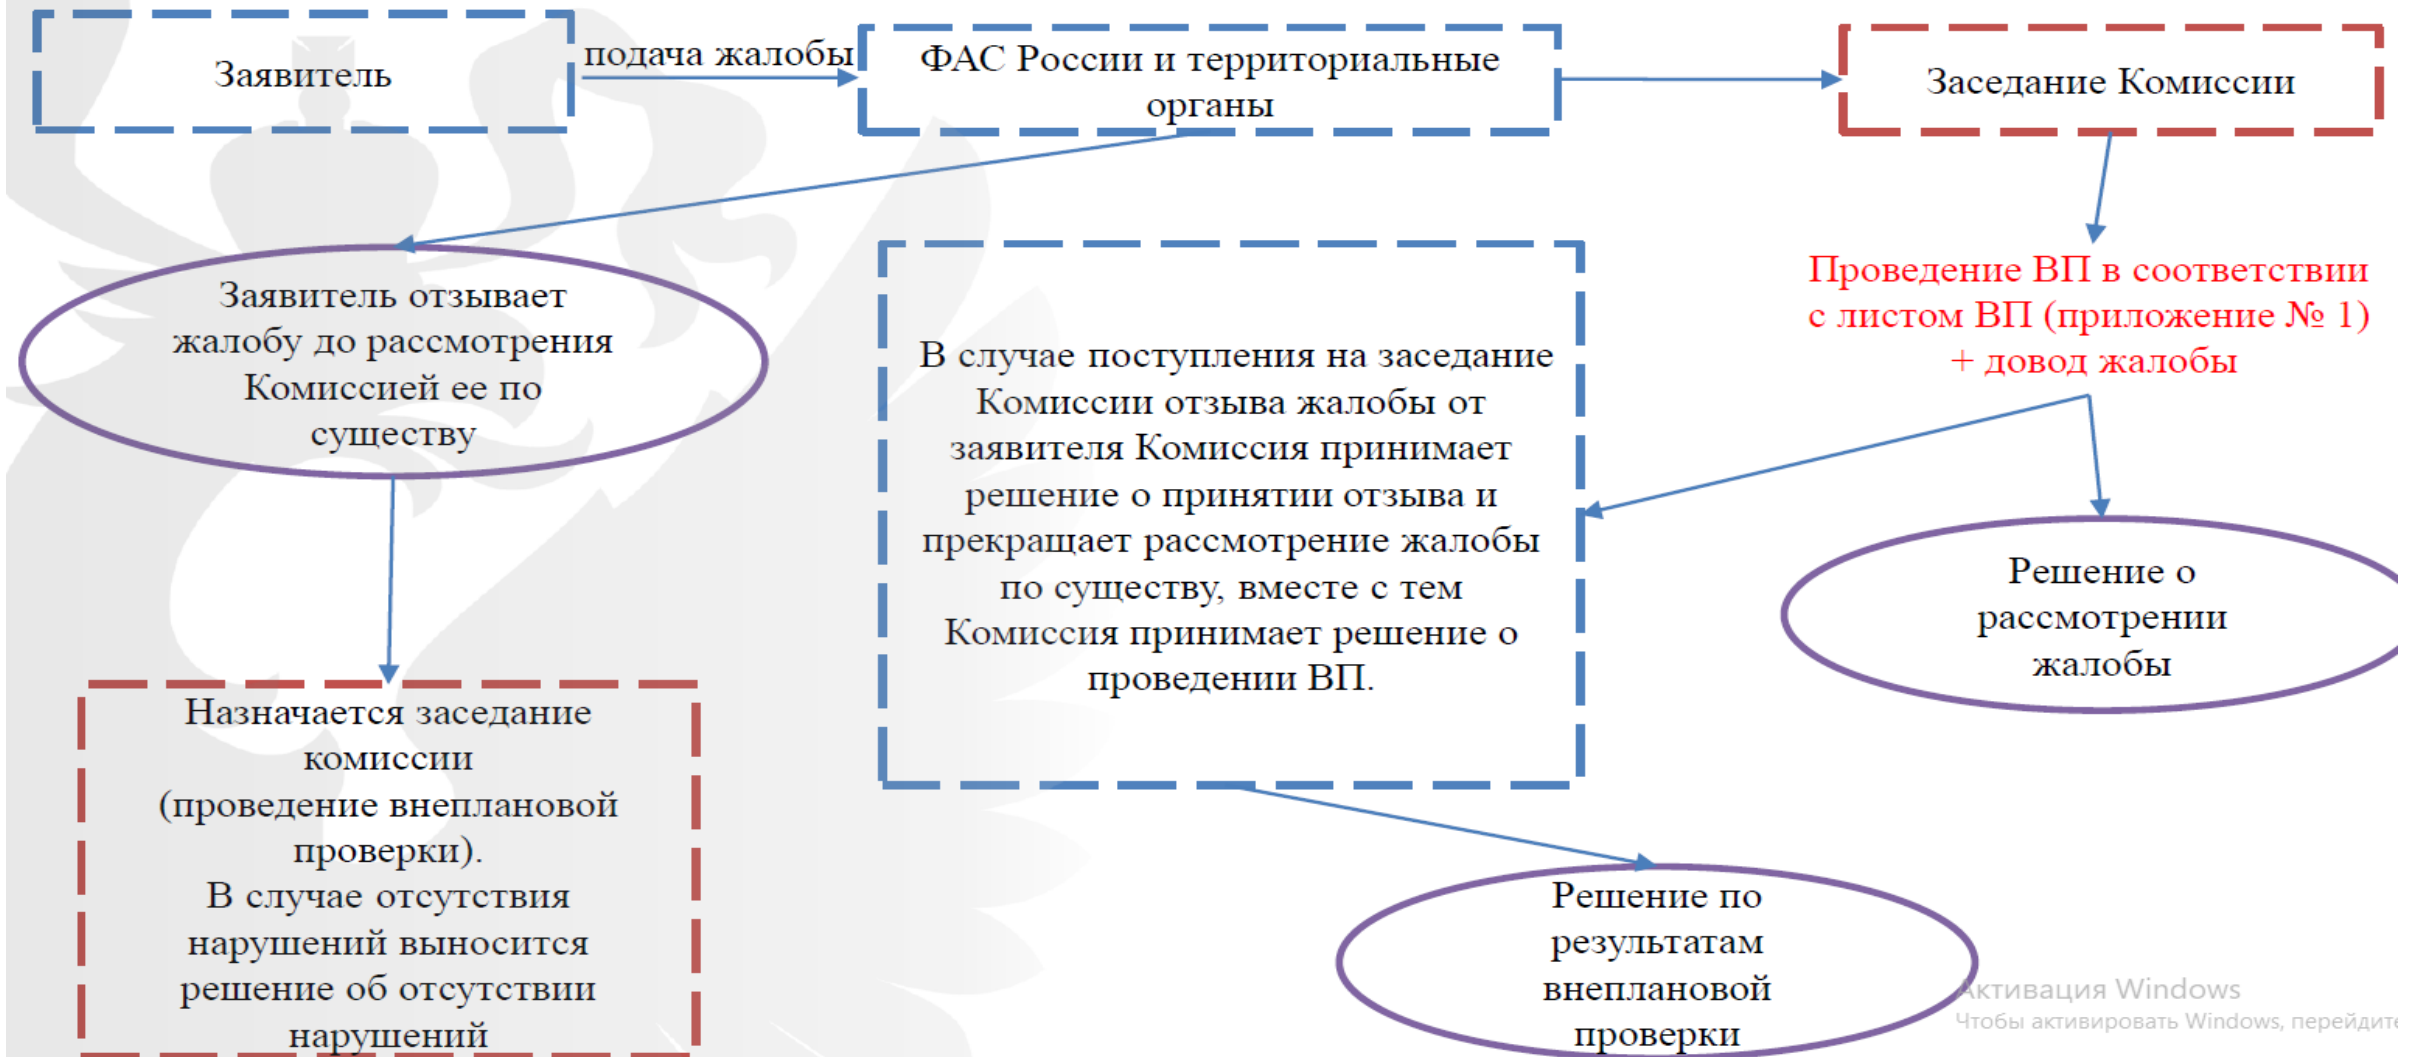 Заявитель
подача жалобы
ФАС России и территориальные
органы
Заседание Комиссии
Заявитель отзывает
жалобу до рассмотрения
Комиссией ее по
существу
В случае поступления на заседание
Комиссии отзыва жалобы от
заявителя Комиссия принимает
решение о принятии отзыва и
прекращает рассмотрение жалобы
по существу, вместе с тем
Комиссия принимает решение о
проведении ВП.
Проведение ВП в соответствии
с листом ВП (приложение № 1)
+ довод жалобы
Решение о
рассмотрении
жалобы
Назначается заседание
комиссии
(проведение внеплановой
проверки).
В случае отсутствия
нарушений выносится
решение об отсутствии
нарушений
Решение по
результатам
внеплановой
проверки
Активация Windows
Чтобы активировать Windows, перейдите